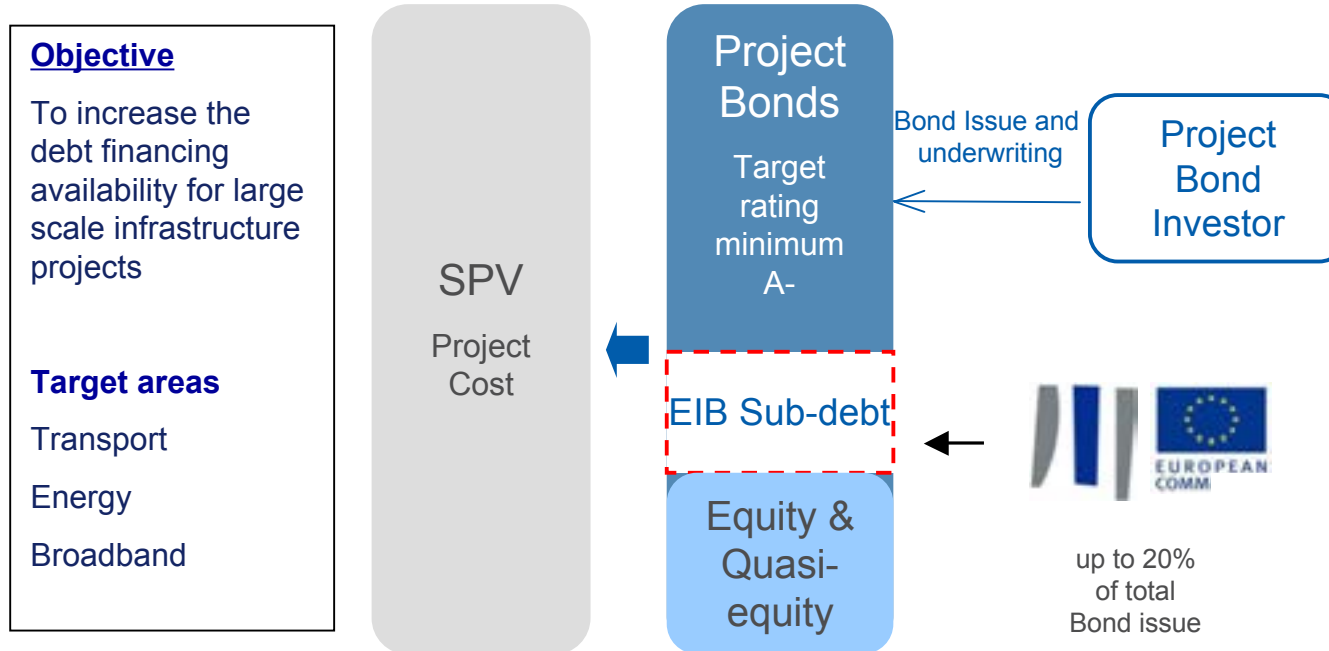 Objective
To increase the
debt financing
availability for large
scale infrastructure
projects
Target areas
Transport
Energy
Broadband
SPV
Project
Cost
Project
Bonds
Target
rating
minimum
A-
EIB Sub-debt
Equity &
Quasi-
equity
Bond Issue and
underwriting
Project
Bond
Investor
EUROPEAN
COMM
up to 20%
of total
Bond issue